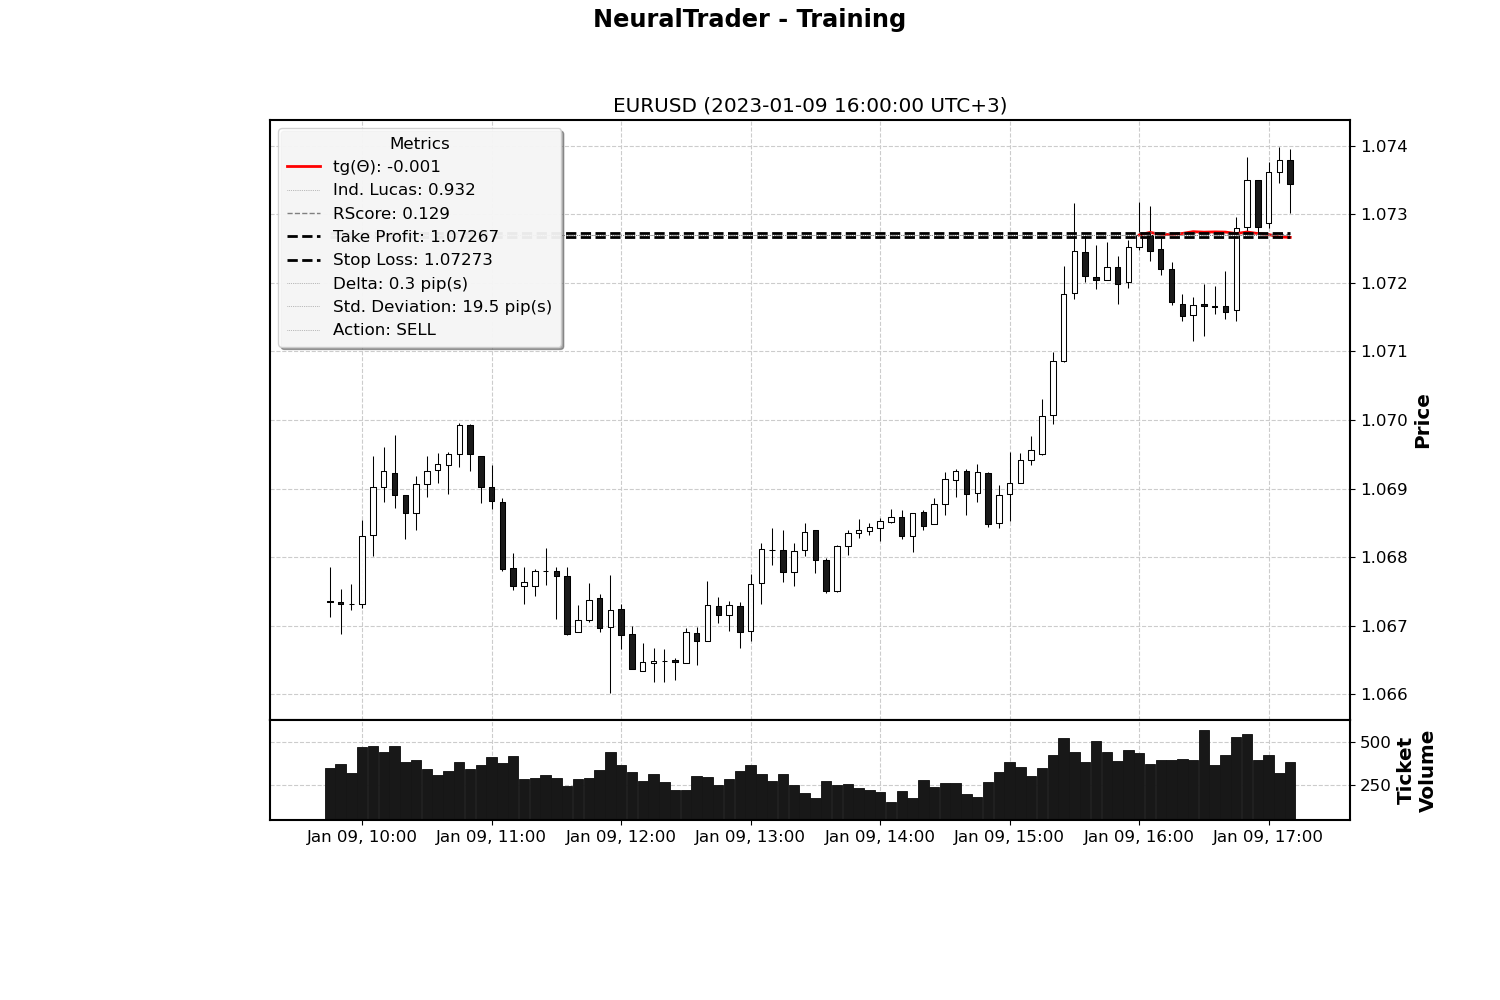 NeuralTrader - Training
EURUSD (2023-01-09 16:00:00 UTC+3)
Metrics
tg(Θ): -0.001
Ind. Lucas: 0.932
RScore: 0.129
Take Profit: 1.07267
Stop Loss: 1.07273
Delta: 0.3 pip(s)
Std. Deviation: 19.5 pip(s)
Action: SELL
1.074
1.073
1.072
1.071
1.070
1.069
1.068
1.067
1.066
Price
500
250
Ticket
Volume
Jan 09, 10:00
Jan 09, 11:00
Jan 09, 12:00
Jan 09, 13:00
Jan 09, 14:00
Jan 09, 15:00
Jan 09, 16:00
Jan 09, 17:00